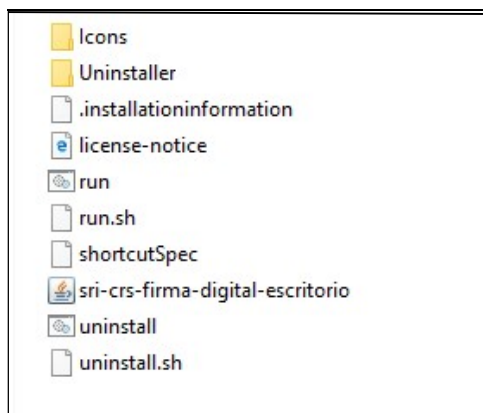 Icons
Uninstaller
.installationinformation
license-notice
run
run.sh
shortcutSpec
sri-crs-firma-digital-escritorio
uninstall
uninstall.sh